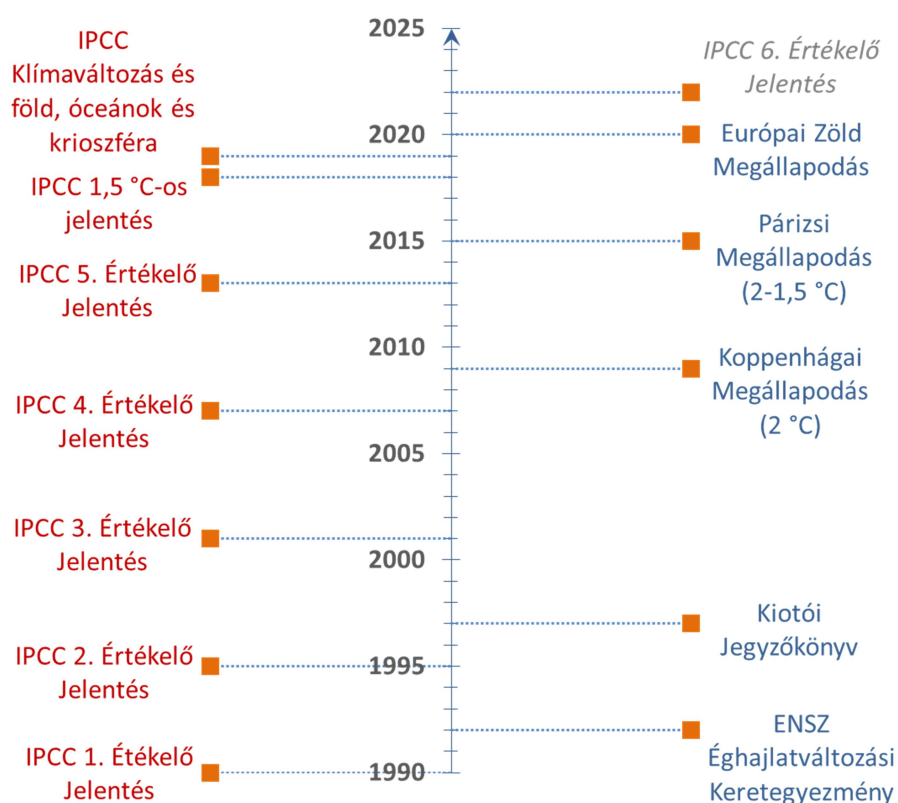 IPCC
Klímaváltozás és
föld, óceánok és
krioszféra
IPCC 1,5 °C-os
jelentés
IPCC 5. Értékelő
Jelentés
IPCC 4. Értékelő
Jelentés
IPCC 3. Értékelő
Jelentés
IPCC 2. Értékelő
Jelentés
IPCC 1. Étékelő
Jelentés
2025
2020
2015
2010
2005
2000
1995
1990
IPCC 6. Értékelő
Jelentés
Európai Zöld
Megállapodás
Párizsi
Megállapodás
(2-1,5 °C)
Koppenhágai
Megállapodás
(2 °C)
Kiotói
Jegyzőkönyv
ENSZ
Éghajlatváltozási
Keretegyezmény